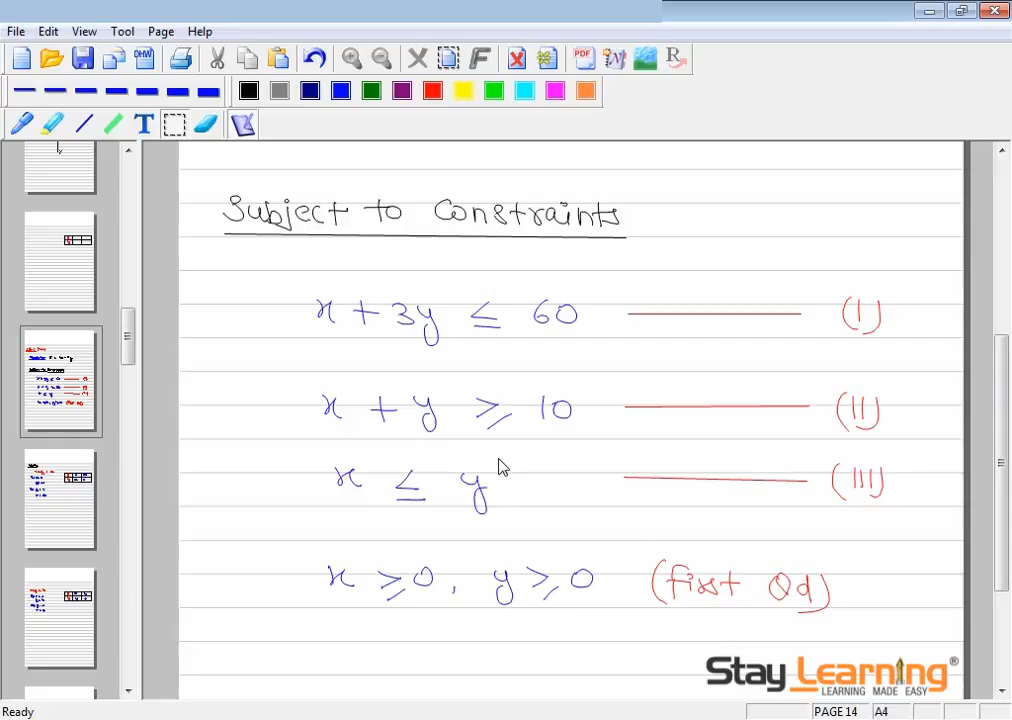 File Edit View Tool Page Help
Subject to Constraints
x + 3y ≤ 60 (I)
x + y ≥ 10 (II)
x ≤ y (III)
x ≥ 0, y ≥ 0 (first Qd)
Stay Learning®
LEARNING MADE EASY
Ready PAGE 14 A4